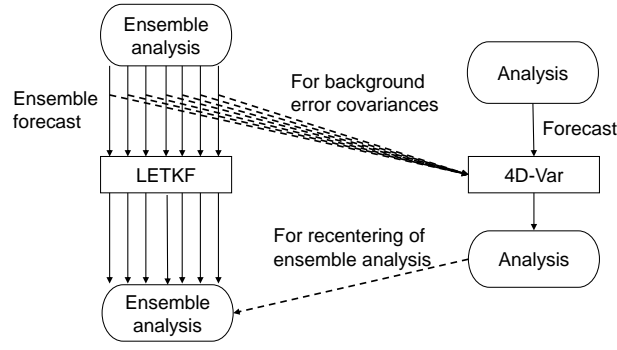 Ensemble
analysis
For background
error covariances
Analysis
Ensemble
forecast
Forecast
LETKF
4D-Var
For recentering of
ensemble analysis
Analysis
Ensemble
analysis